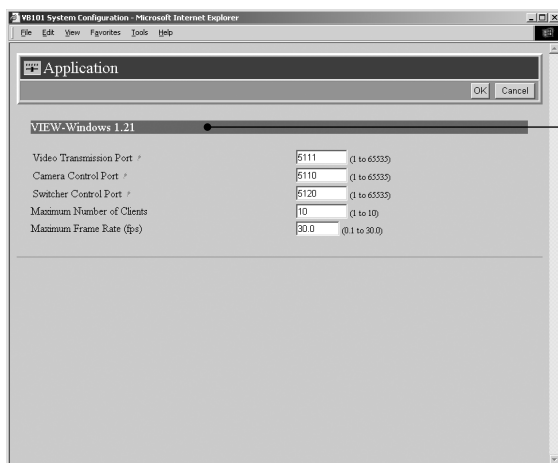 VB101 System Configuration - Microsoft Internet Explorer
File Edit View Favorites Tools Help
Application
OK Cancel
VIEW-Windows 1.21
Video Transmission Port 5111 (1 to 65535)
Camera Control Port 5110 (1 to 65535)
Switcher Control Port 5120 (1 to 65535)
Maximum Number of Clients 10 (1 to 10)
Maximum Frame Rate (fps) 30.0 (0.1 to 30.0)